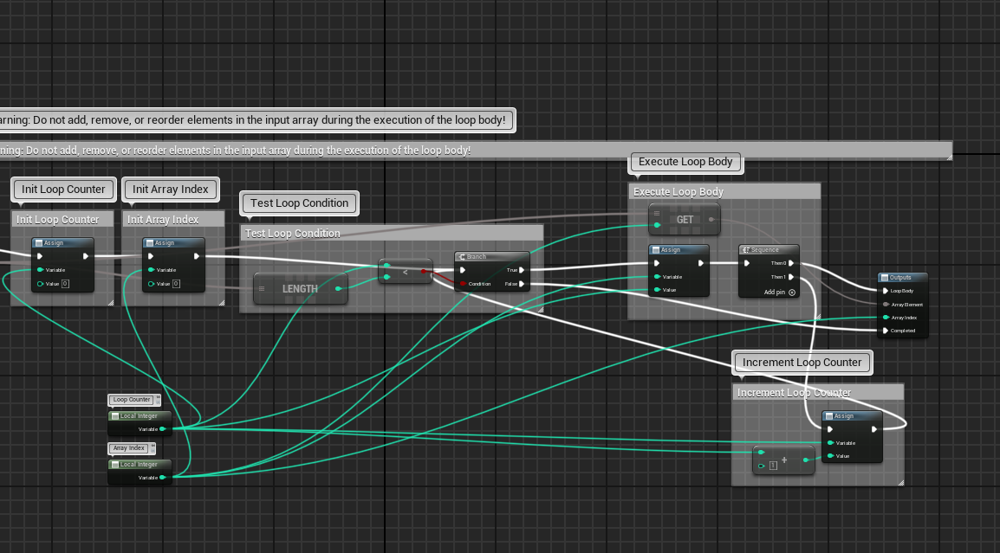 arning: Do not add, remove, or reorder elements in the input array during the execution of the loop body!
ning: Do not add, remove, or reorder elements in the input array during the execution of the loop body!
Init Loop Counter
Init Loop Counter
Assign
Variable
Value 0
Init Array Index
Init Array Index
Assign
Variable
Value 0
Test Loop Condition
Test Loop Condition
LENGTH
<
Branch
True
Condition False
Execute Loop Body
Execute Loop Body
GET
Assign
Variable
Value
Sequence
Then 0
Then 1
Add pin
Outputs
Loop Body
Array Element
Array Index
Completed
Increment Loop Counter
Increment Loop Counter
Assign
Variable
Value
+
1
Loop Counter
Local Integer
Variable
Array Index
Local Integer
Variable